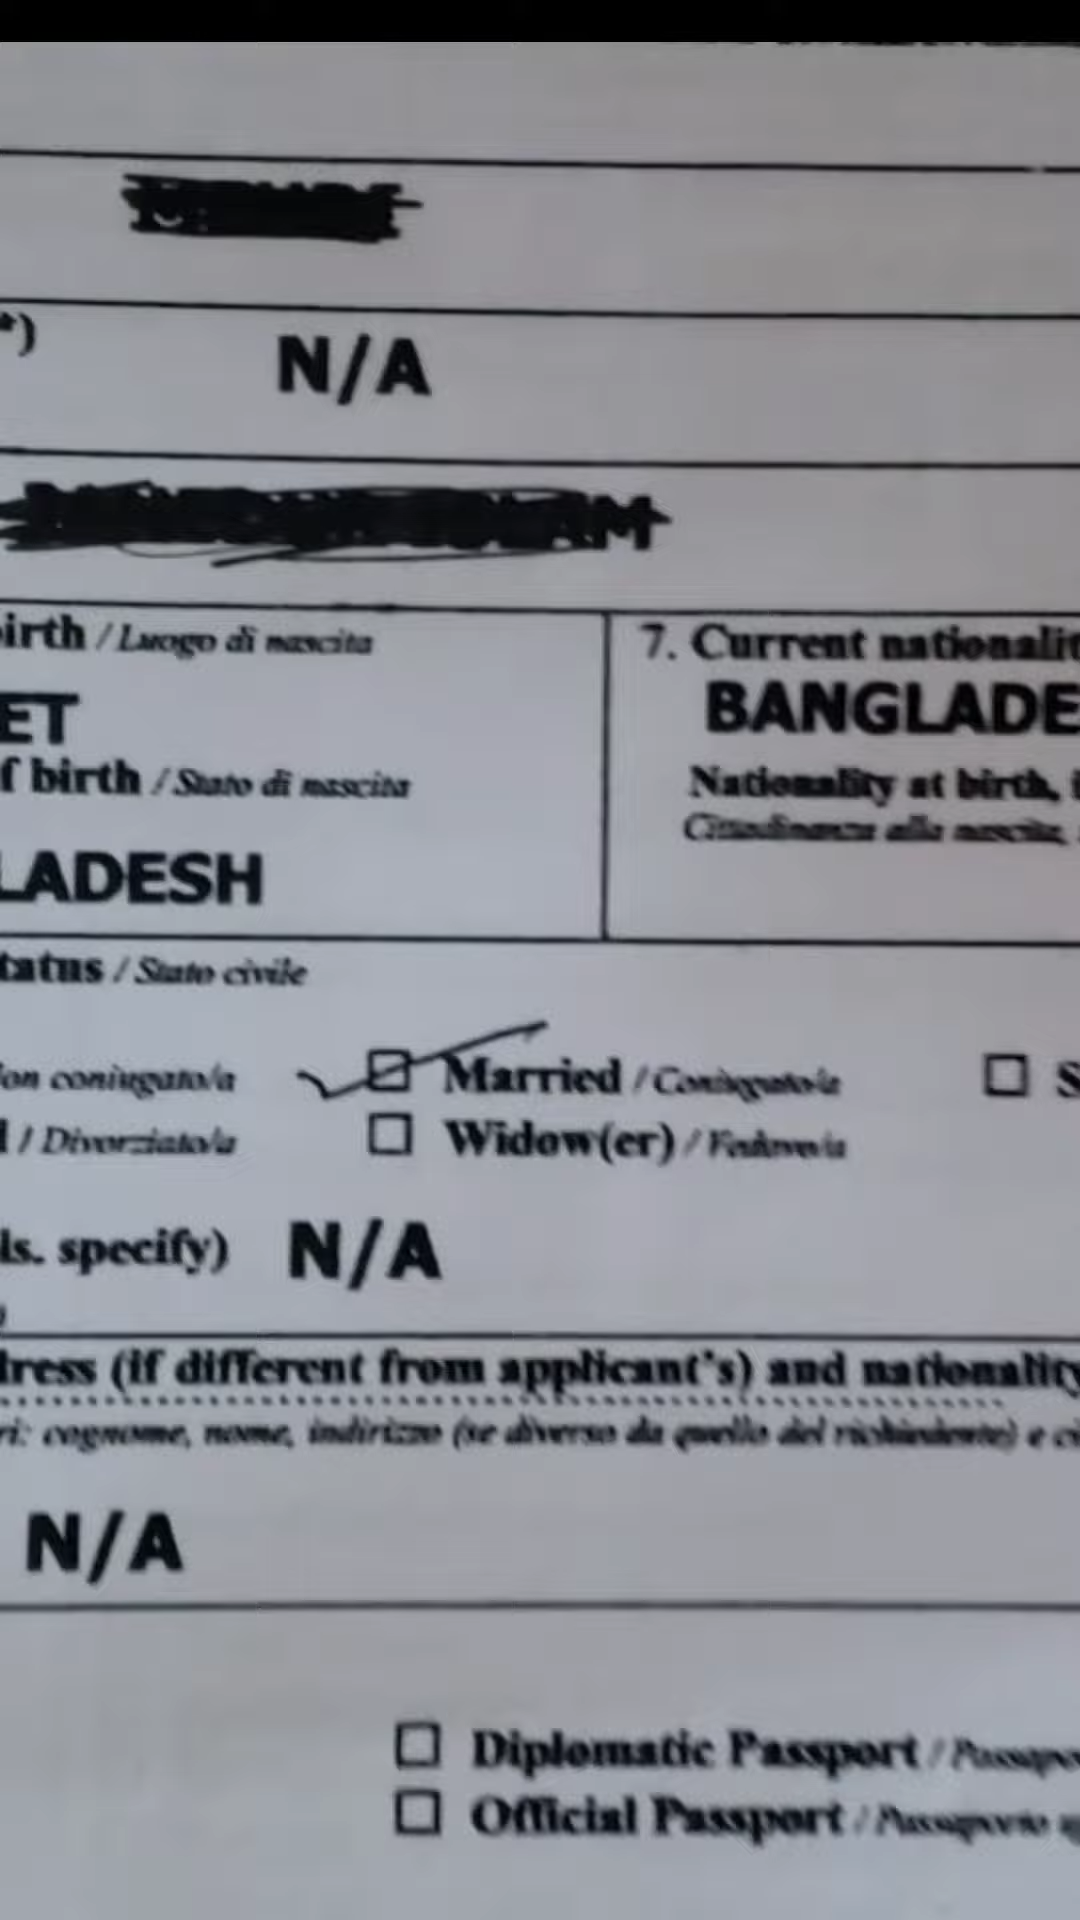 N/A
*)
irth / Luogo di nascita
7. Current nationalit
ET
BANGLADE
f birth / Stato di nascita
Nationality at birth, i
Cittadinanza alla nascita,
LADESH
tatus / Stato civile
on coniugato/a
Married / Coniugato/a
S
/ Divorziato/a
Widow(er) / Vedovo/a
ls. specify) N/A
dress (if different from applicant's) and nationality
ri: cognome, nome, indirizzo (se diverso da quello del richiedente) e ci
N/A
Diplomatic Passport /
Official Passport / Passaporto